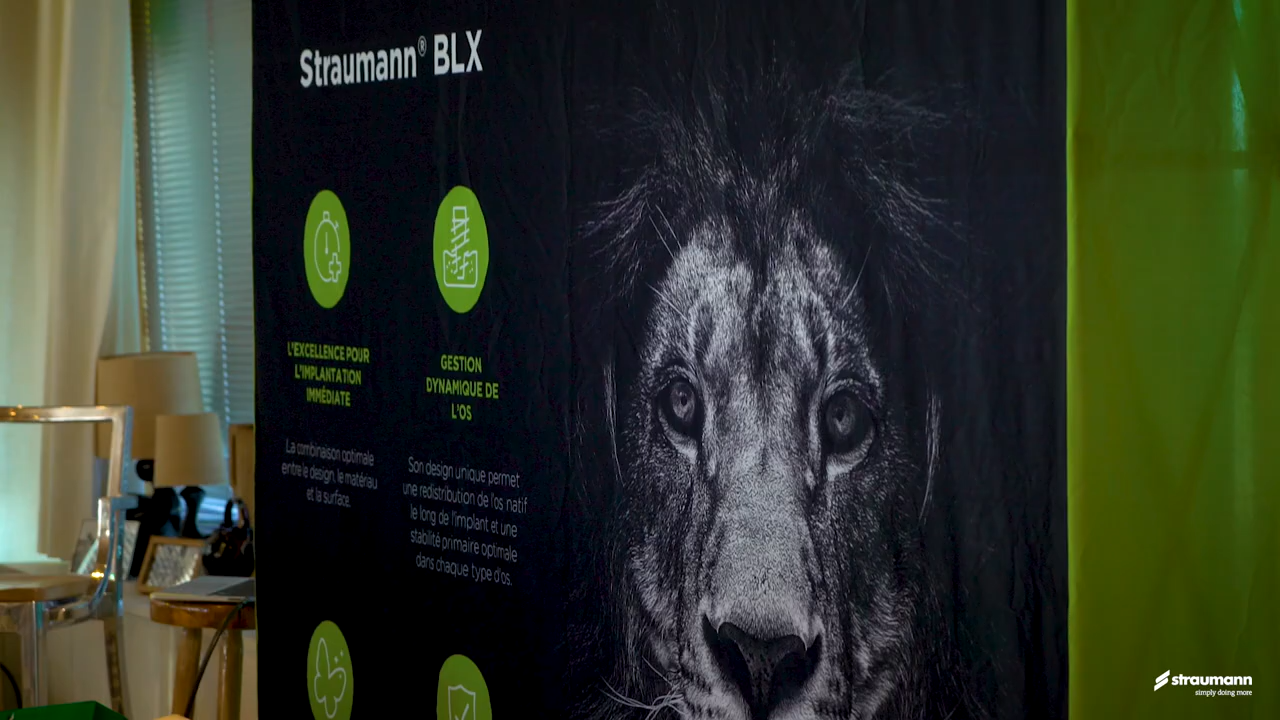 Straumann® BLX
L'EXCELLENCE POUR
L'IMPLANTATION
IMMÉDIATE
La combinaison optimale
entre le design, le matériau
et la surface.
GESTION
DYNAMIQUE DE
L'OS
Son design unique permet
une redistribution de l'os natif
le long de l'implant et une
stabilité primaire optimale
dans chaque type d'os.
straumann
simply doing more